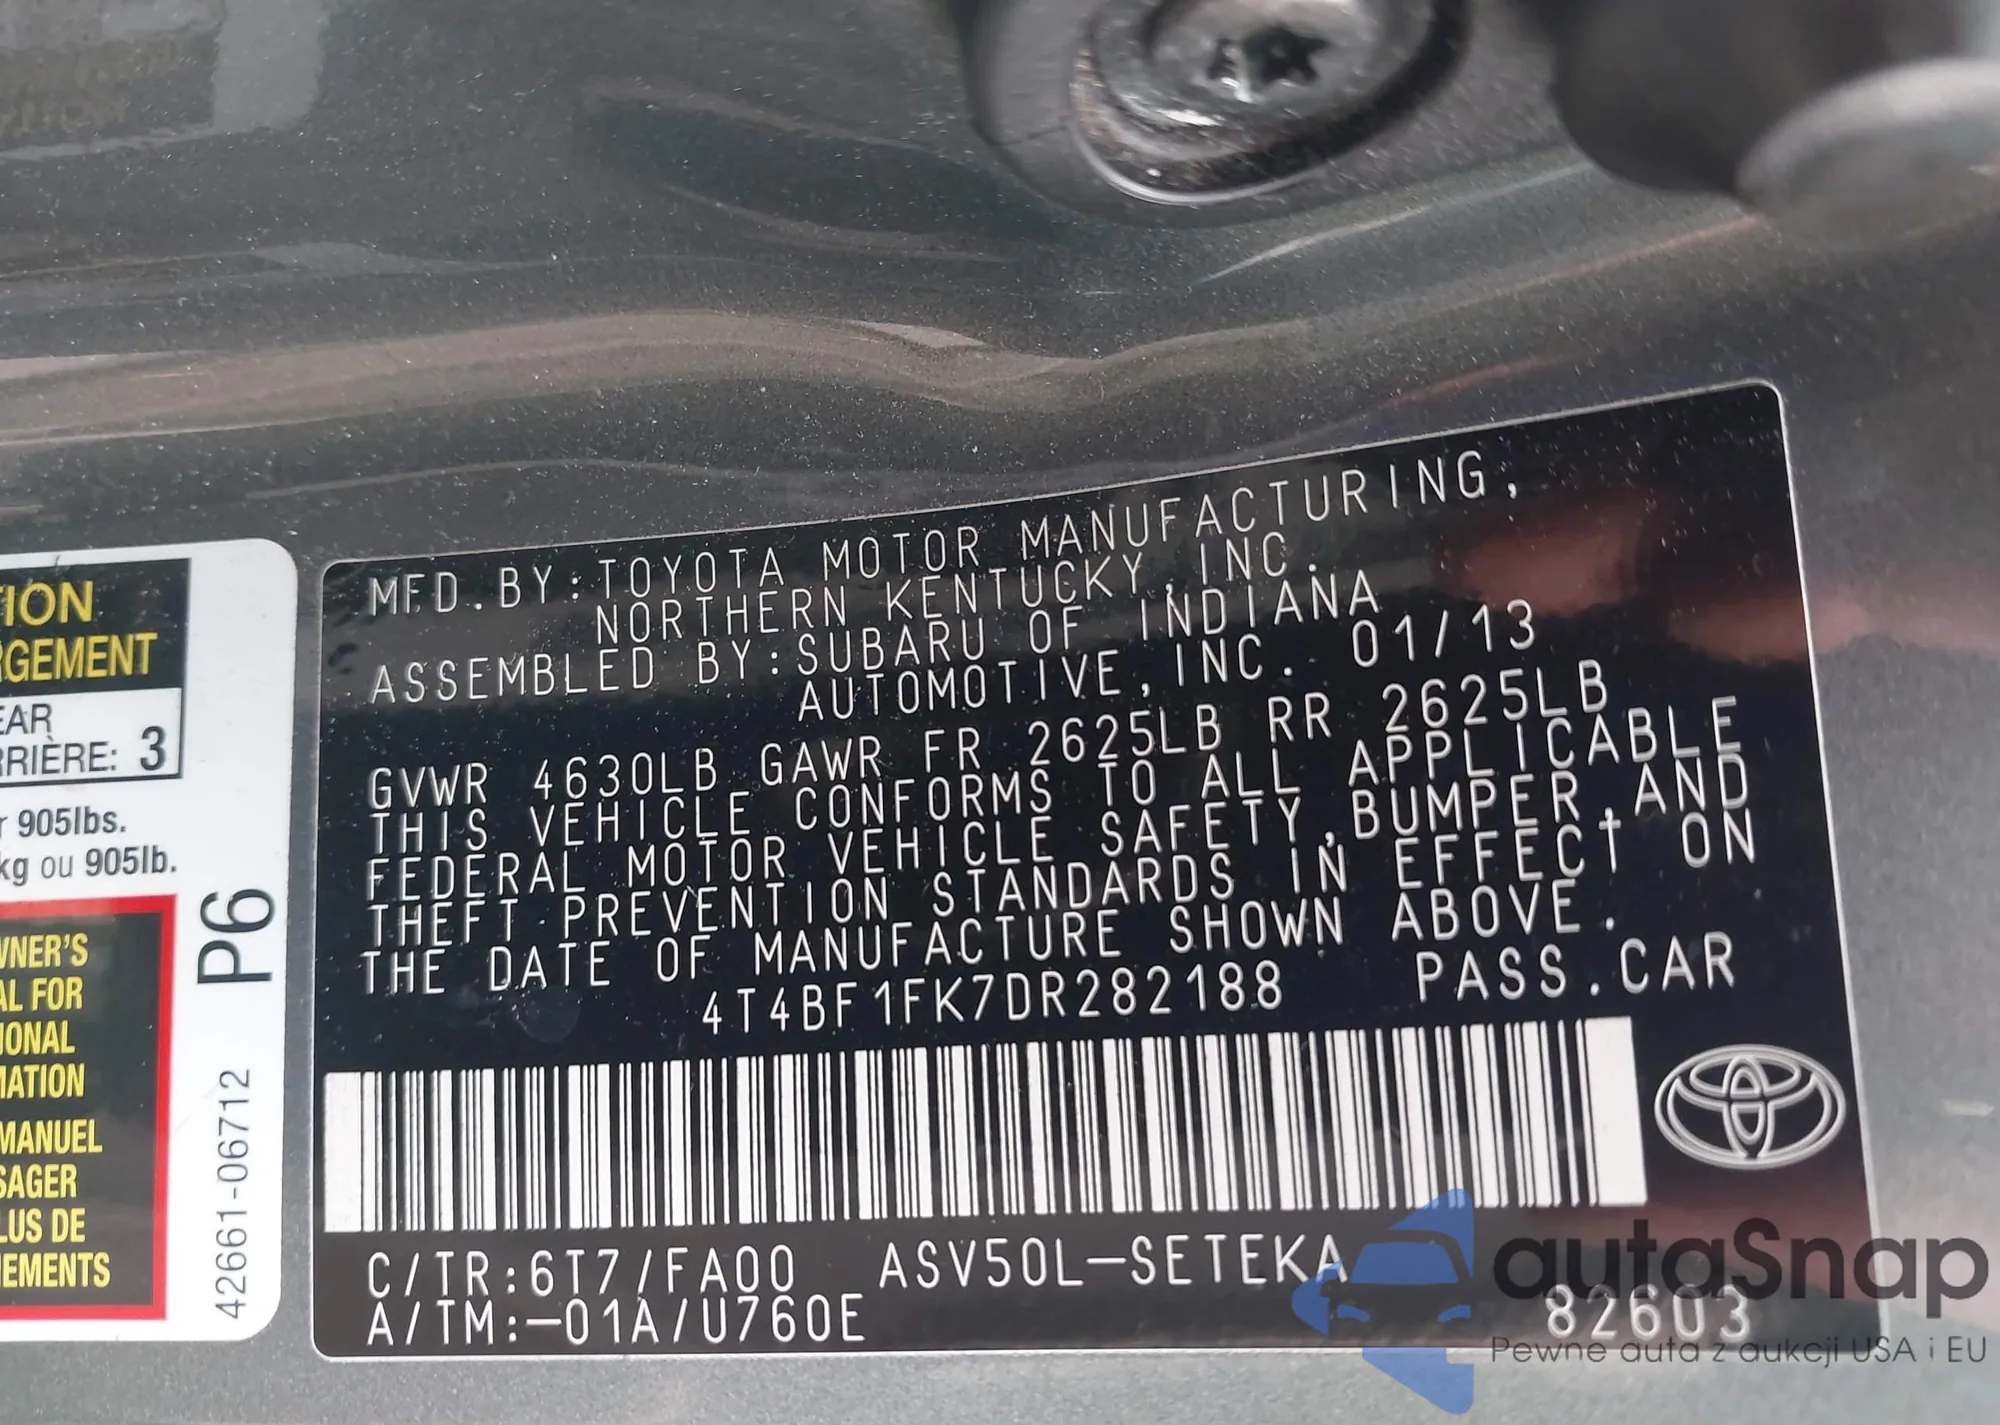 MFD.BY:TOYOTA MOTOR MANUFACTURING,
NORTHERN KENTUCKY,INC.
ASSEMBLED BY:SUBARU OF INDIANA
AUTOMOTIVE,INC. 01/13
GVWR 4630LB GAWR FR 2625LB RR 2625LB
THIS VEHICLE CONFORMS TO ALL APPLICABLE
FEDERAL MOTOR VEHICLE SAFETY,BUMPER,AND
THEFT PREVENTION STANDARDS IN EFFECT ON
THE DATE OF MANUFACTURE SHOWN ABOVE.
4T4BF1FK7DR282188 PASS.CAR
C/TR:6T7/FA00 ASV50L-SETEKA
A/TM:-01A/U760E 82603
TION
RGEMENT
EAR
RRIÈRE: 3
r 905lbs.
kg ou 905lb.
WNER'S
AL FOR
IONAL
MATION
MANUEL
SAGER
LUS DE
NEMENTS
P6
42661-06712
autaSnap
Pewne auta z aukcji USA i EU